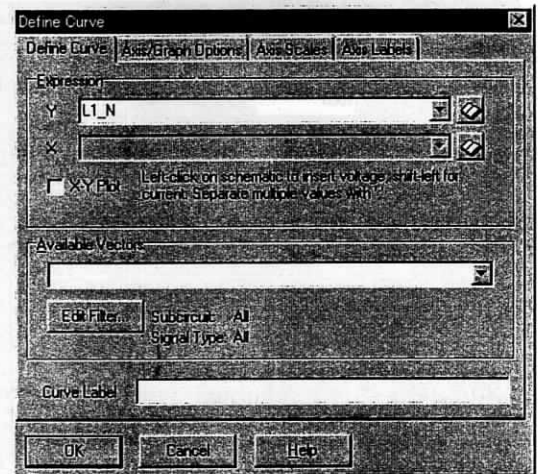 Define Curve
Define Curve Axis/Graph Options Axis Scales Axis Labels
Expression
Y L1_N
X
X-Y Plot Left-click on schematic to insert voltage, shift-left for
current. Separate multiple values with ','
Available Vectors
Edit Filter... Subcircuit: All
Signal Type: All
Curve Label
OK Cancel Help